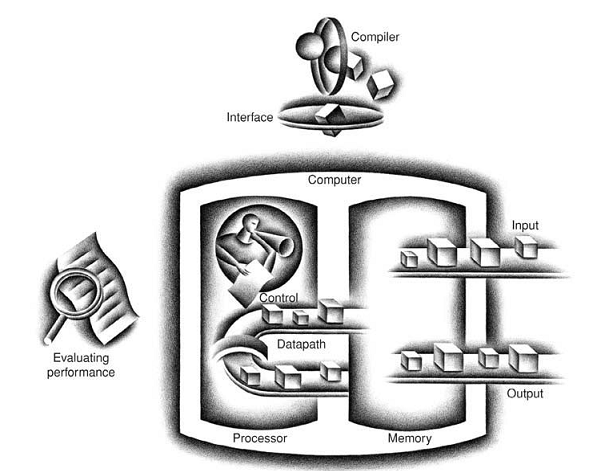 Compiler
Interface
Computer
Input
Control
Datapath
Evaluating
performance
Output
Processor
Memory